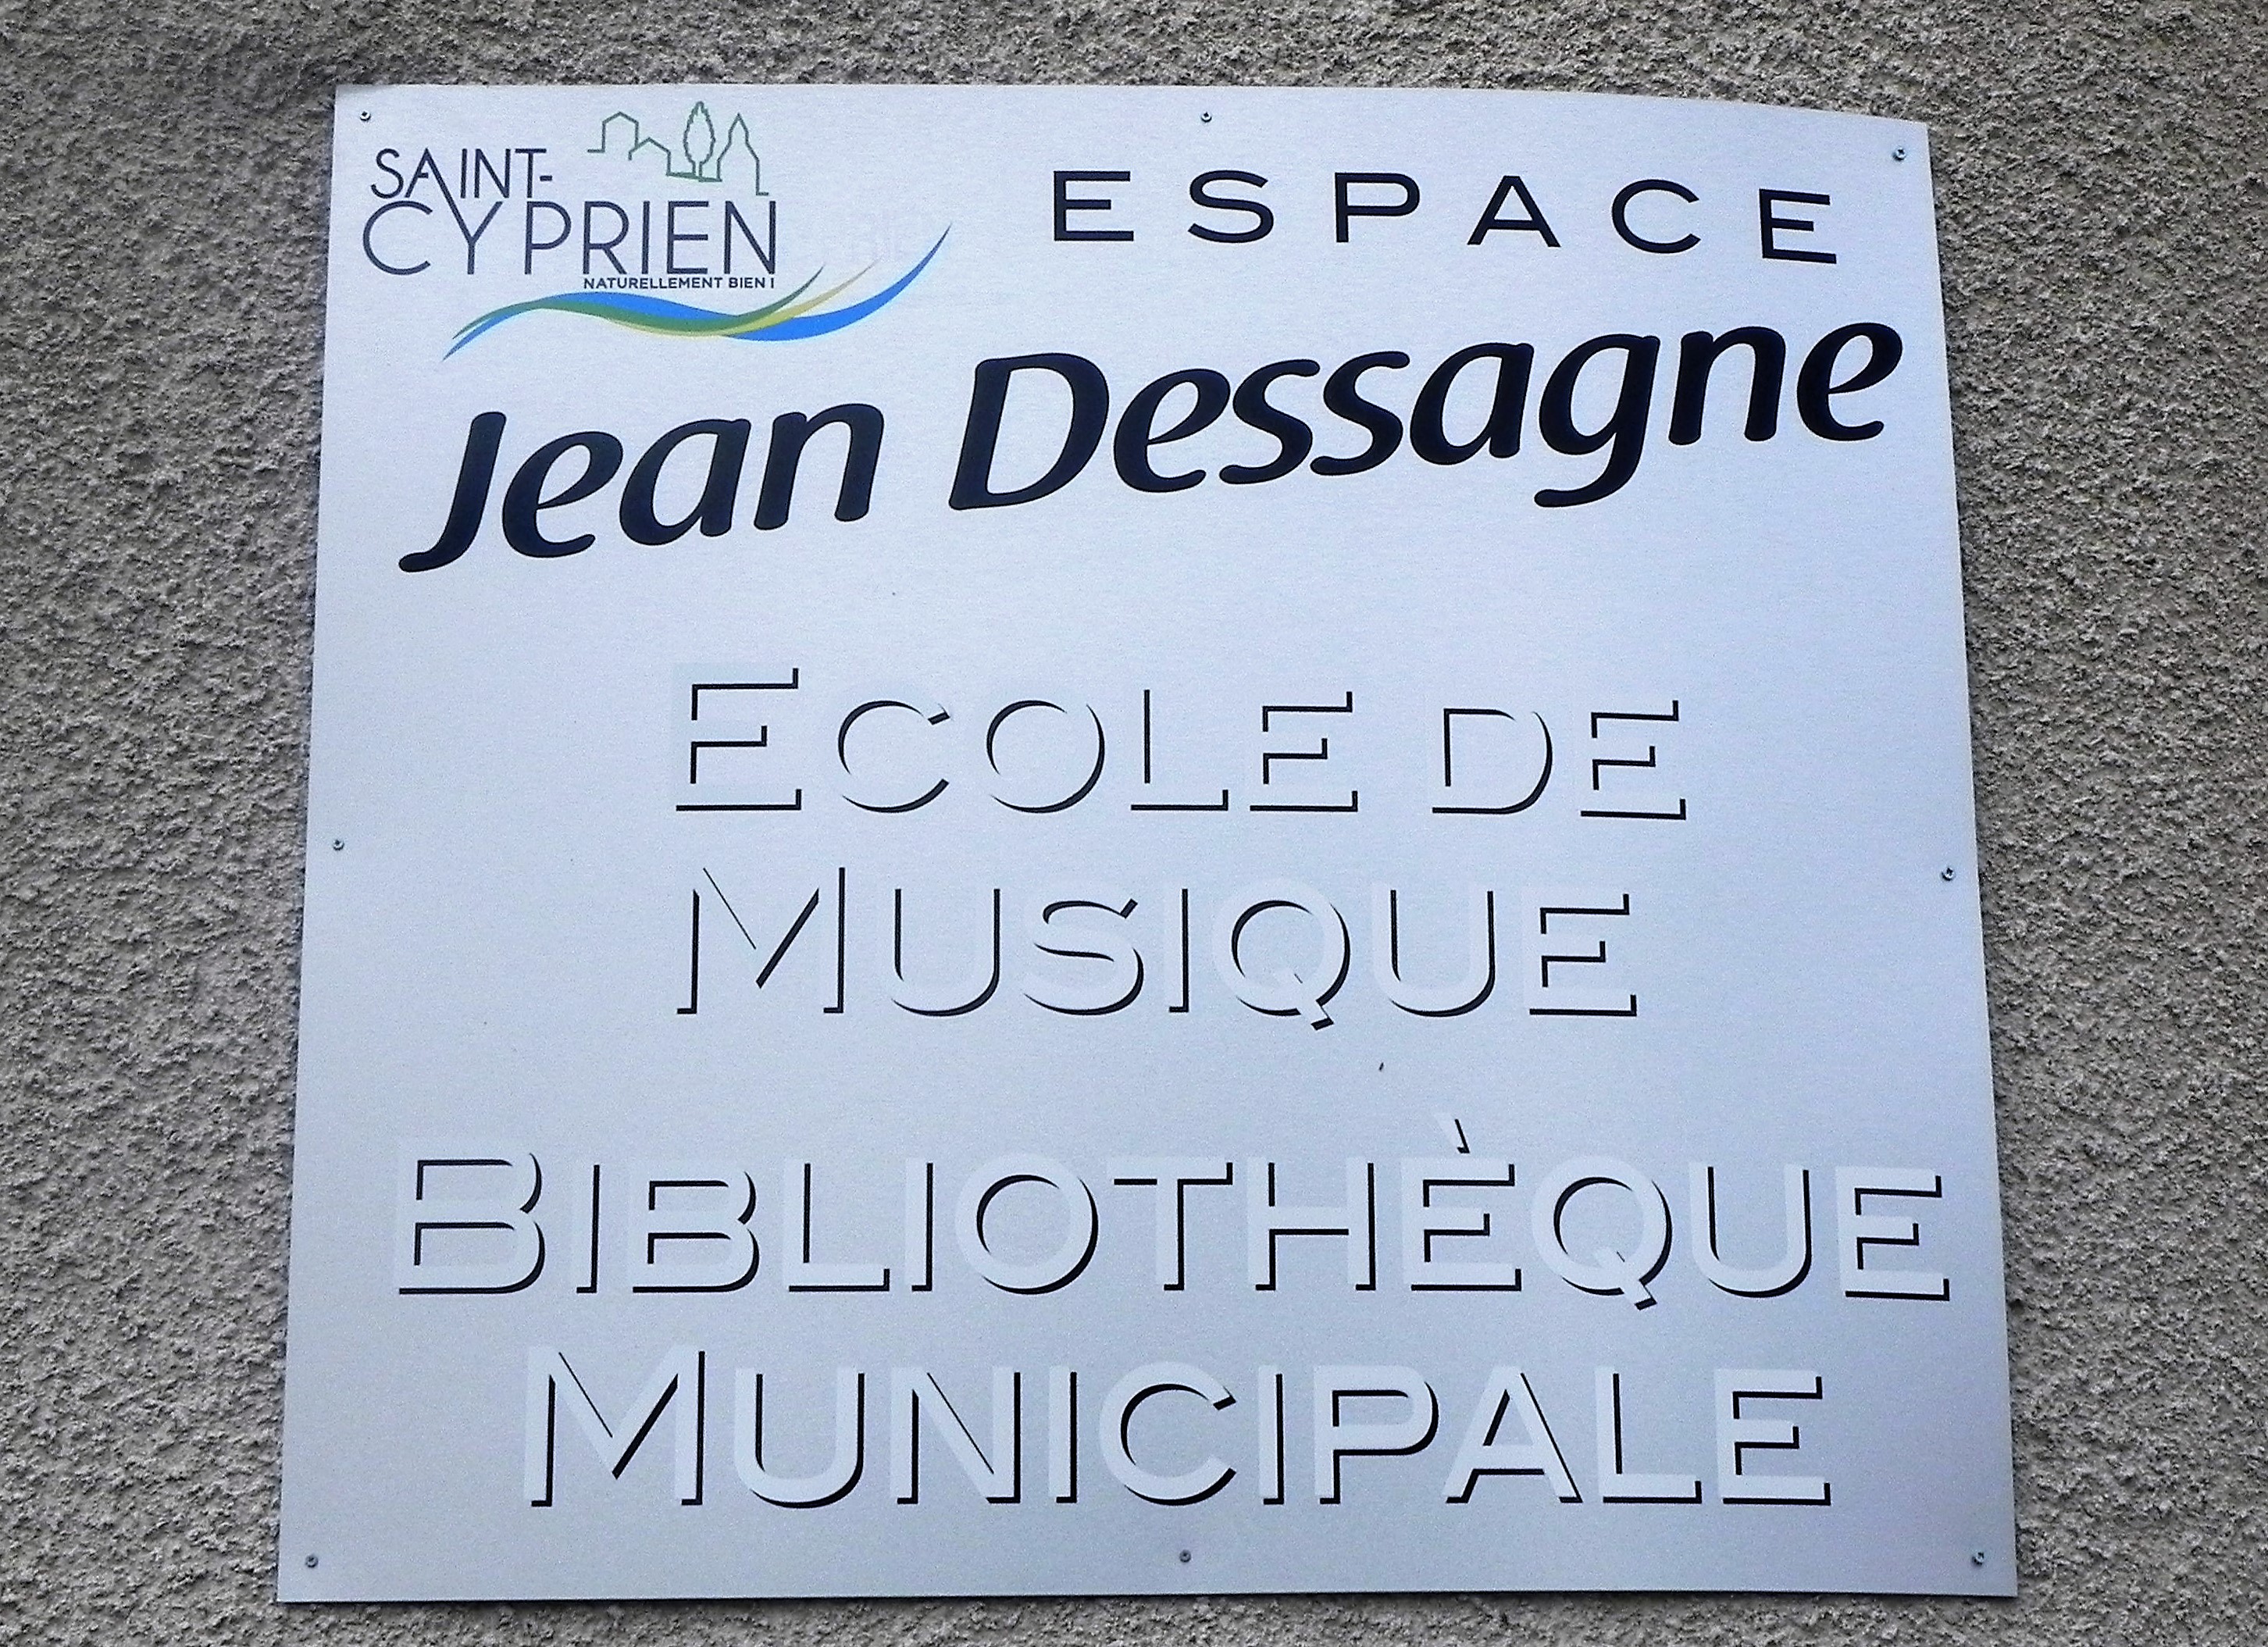 SAINT-
CYPRIEN
NATURELLEMENT BIEN !
ESPACE
Jean Dessagne
ECOLE DE
MUSIQUE
BIBLIOTHÈQUE
MUNICIPALE